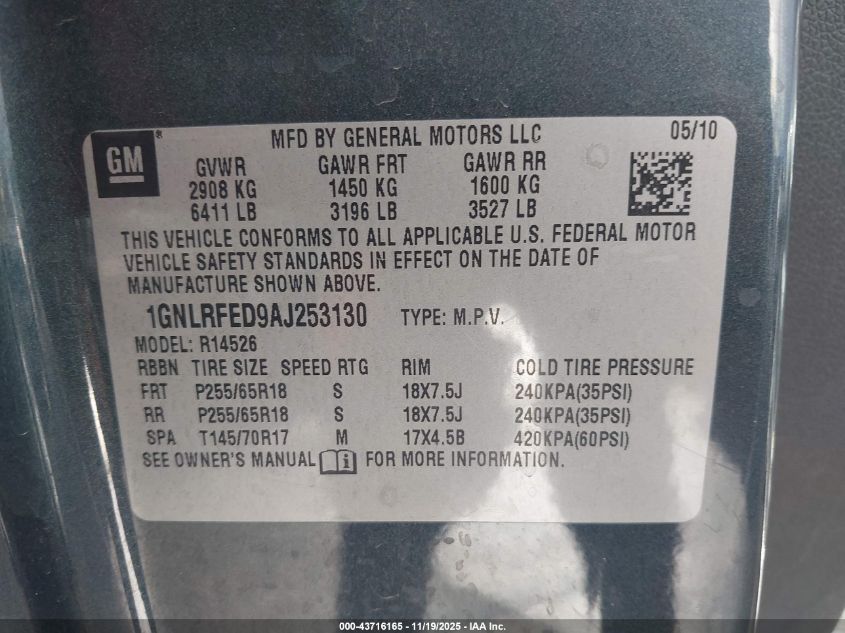 GM®
MFD BY GENERAL MOTORS LLC 05/10
GVWR GAWR FRT GAWR RR
2908 KG 1450 KG 1600 KG
6411 LB 3196 LB 3527 LB
THIS VEHICLE CONFORMS TO ALL APPLICABLE U.S. FEDERAL MOTOR
VEHICLE SAFETY STANDARDS IN EFFECT ON THE DATE OF
MANUFACTURE SHOWN ABOVE.
1GNLRFED9AJ253130 TYPE: M.P.V.
MODEL: R14526
RBBN TIRE SIZE SPEED RTG RIM COLD TIRE PRESSURE
FRT P255/65R18 S 18X7.5J 240KPA(35PSI)
RR P255/65R18 S 18X7.5J 240KPA(35PSI)
SPA T145/70R17 M 17X4.5B 420KPA(60PSI)
SEE OWNER'S MANUAL i FOR MORE INFORMATION.
000-43716165 - 11/19/2025 - IAA Inc.